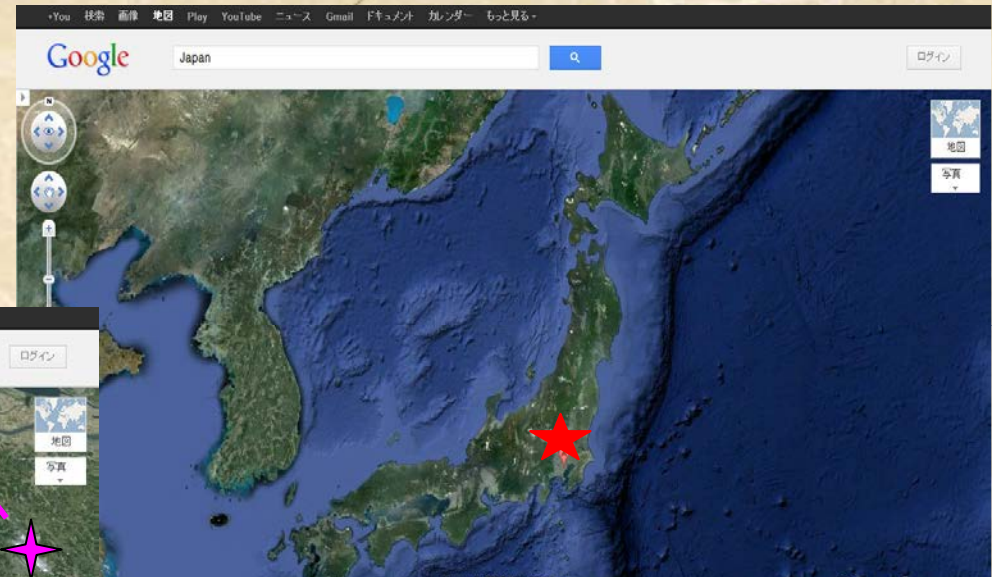 +You 検索 画像 地図 Play YouTube ニュース Gmail ドキュメント カレンダー もっと見る
Google Japan ログイン
N
地図
写真
ログイン
地図
写真